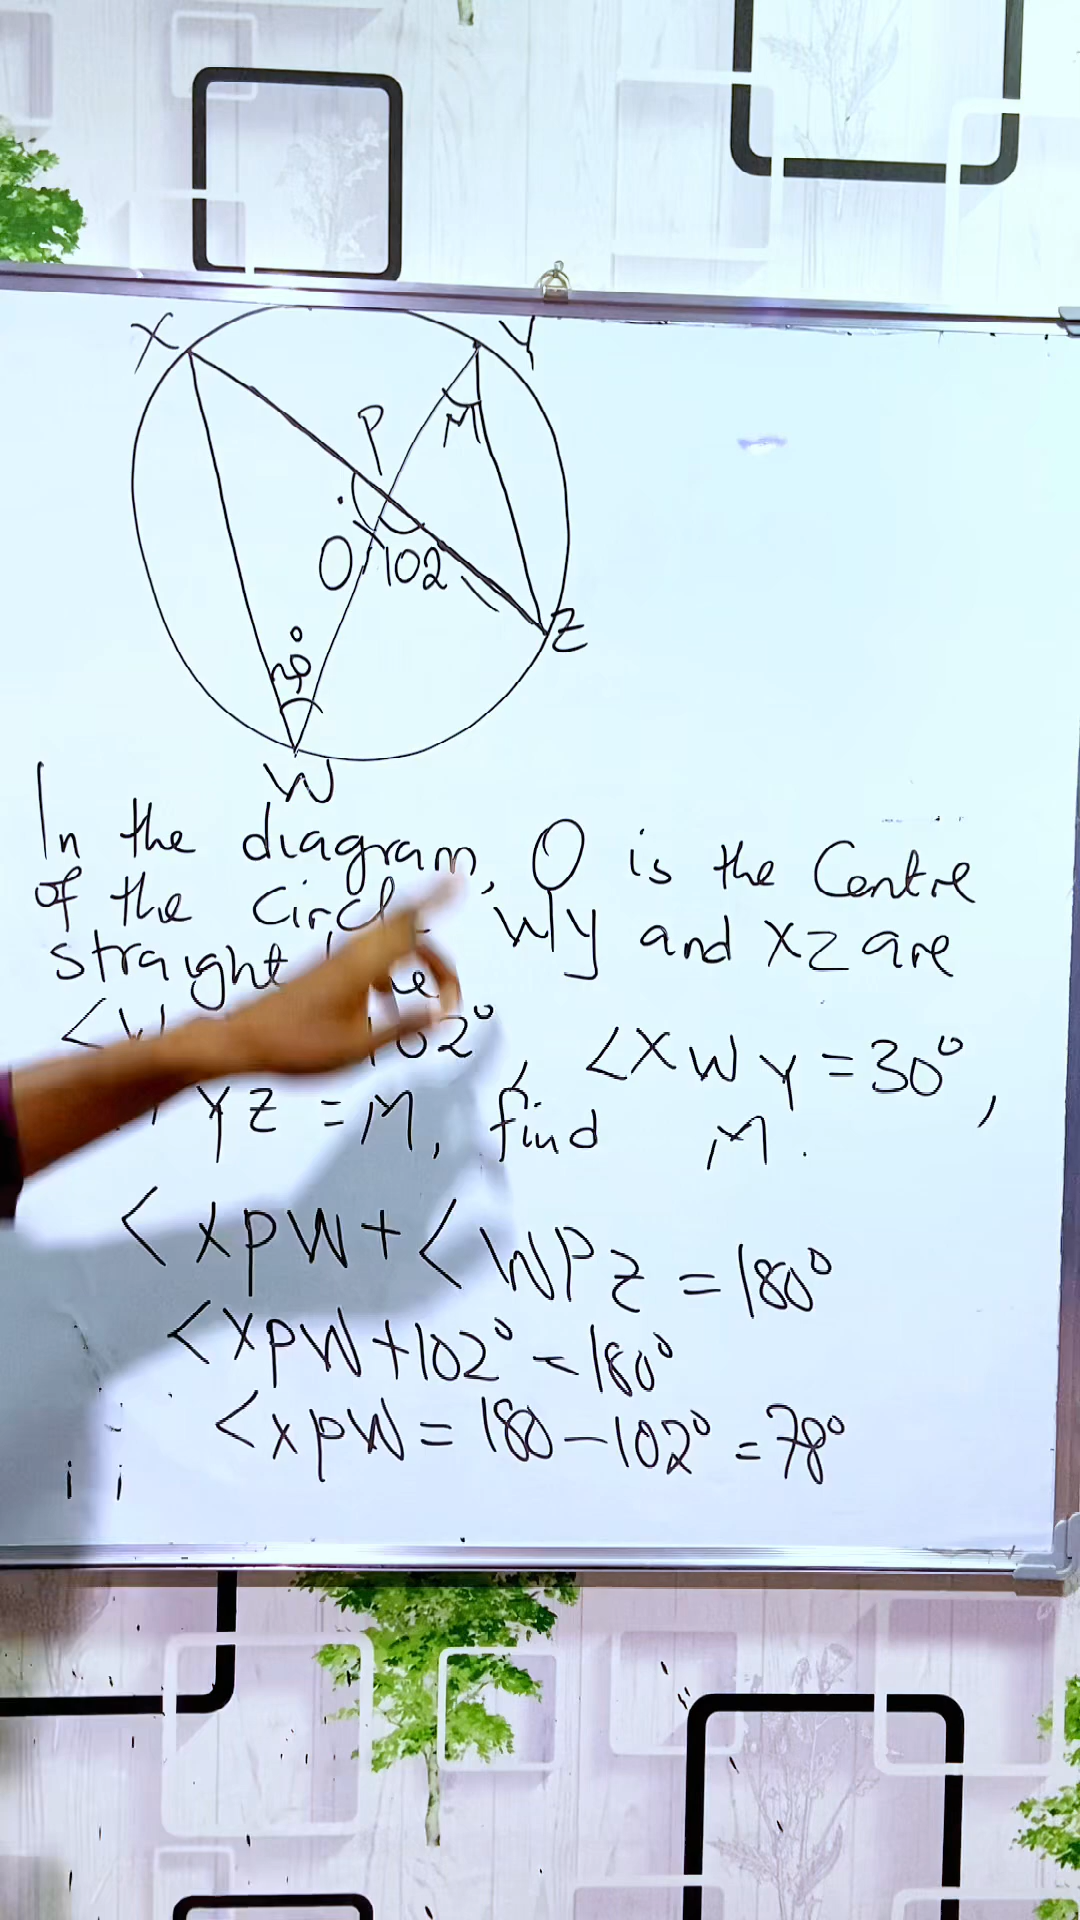 X
Y
P
M
O
102
Z
30°
W
In the diagram, O is the Centre
of the WY and XZ are
straight
102°, <XWY = 30°,
YZ = M, find M.
<XPW + <WPZ = 180°
<XPW + 102° = 180°
<XPW = 180 - 102° = 78°